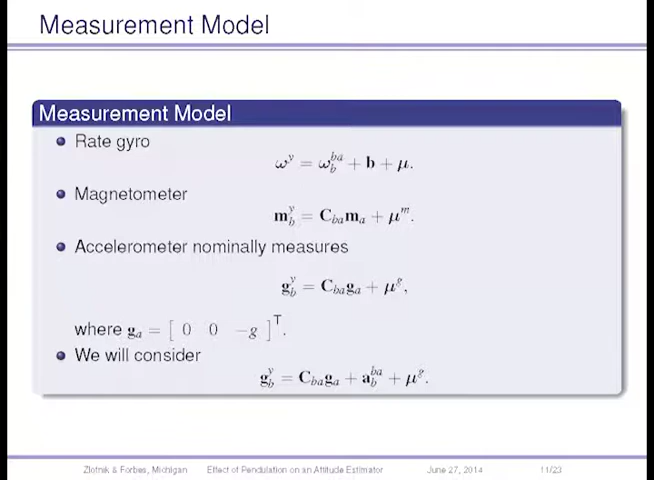 Measurement Model
Measurement Model
Rate gyro
ω^y = ω_b^{ba} + b + μ.
Magnetometer
m_b^y = C_{ba}m_a + μ^m.
Accelerometer nominally measures
g_b^y = C_{ba}g_a + μ^g,
where g_a = [ 0 0 −g ]^T.
We will consider
g_b^y = C_{ba}g_a + a_b^{ba} + μ^g.
Zlotnik & Forbes, Michigan Effect of Pendulation on an Attitude Estimator June 27, 2014 11/23